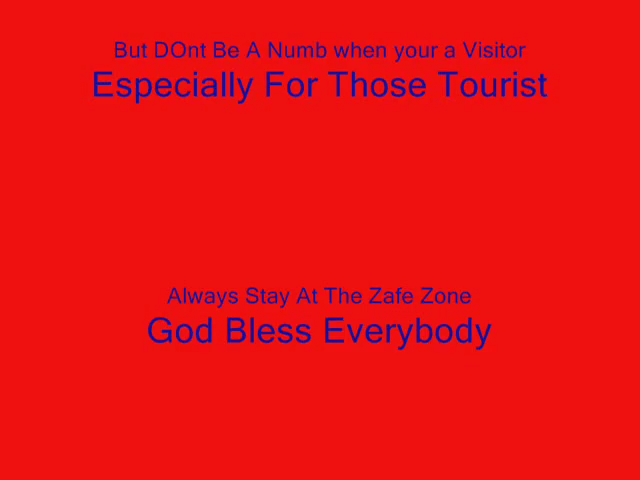 But DOnt Be A Numb when your a Visitor
Especially For Those Tourist
Always Stay At The Zafe Zone
God Bless Everybody